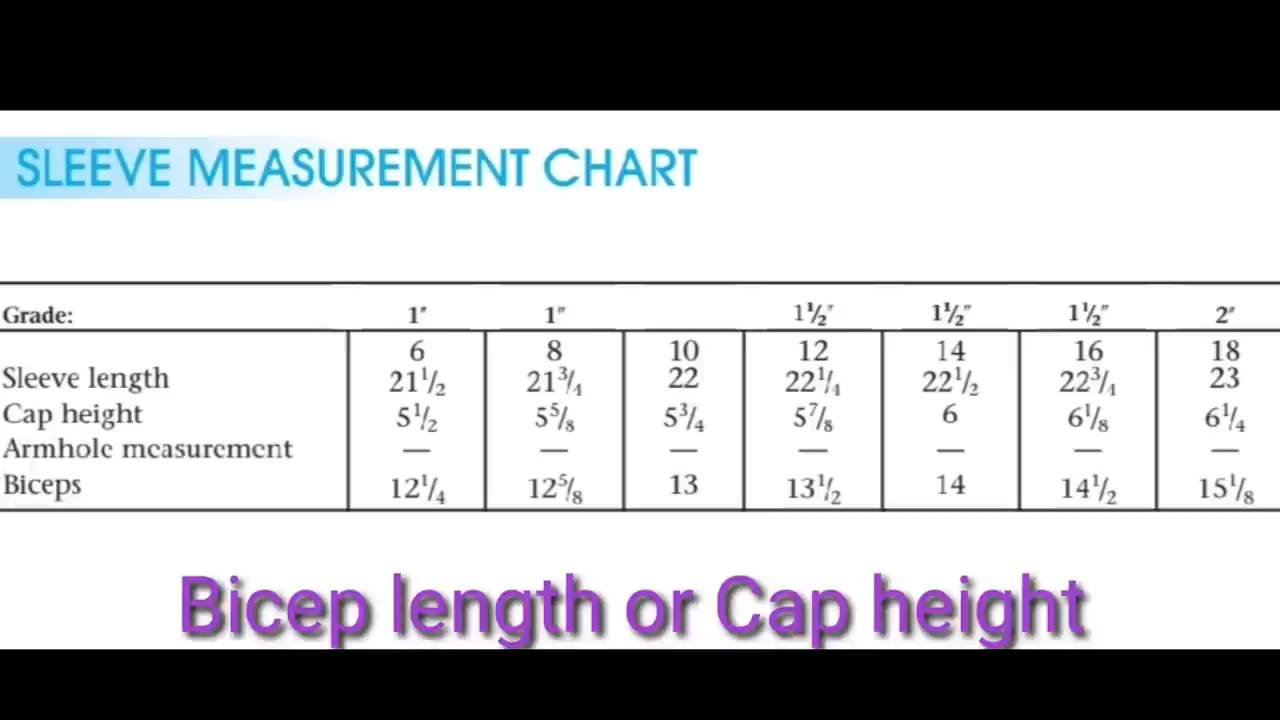 SLEEVE MEASUREMENT CHART
Grade: 1" 1" 1½" 1½" 1½" 2"
6 8 10 12 14 16 18
Sleeve length 21½ 21¾ 22 22¼ 22½ 22¾ 23
Cap height 5½ 5⅝ 5¾ 5⅞ 6 6⅛ 6¼
Armhole measurement — — — — — — —
Biceps 12¼ 12⅝ 13 13½ 14 14½ 15⅛
Bicep length or Cap height